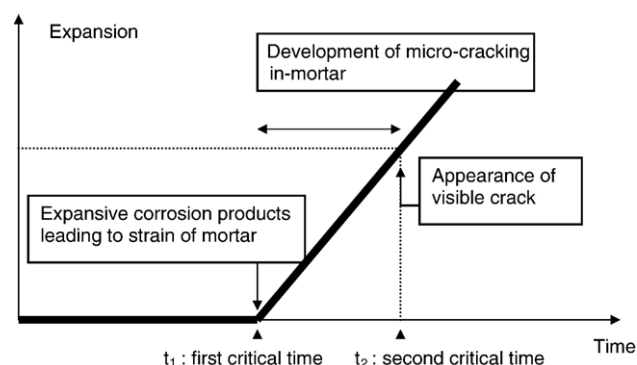 Expansion
Development of micro-cracking
in-mortar
Appearance of
visible crack
Expansive corrosion products
leading to strain of mortar
Time
t₁ : first critical time
t₂ : second critical time